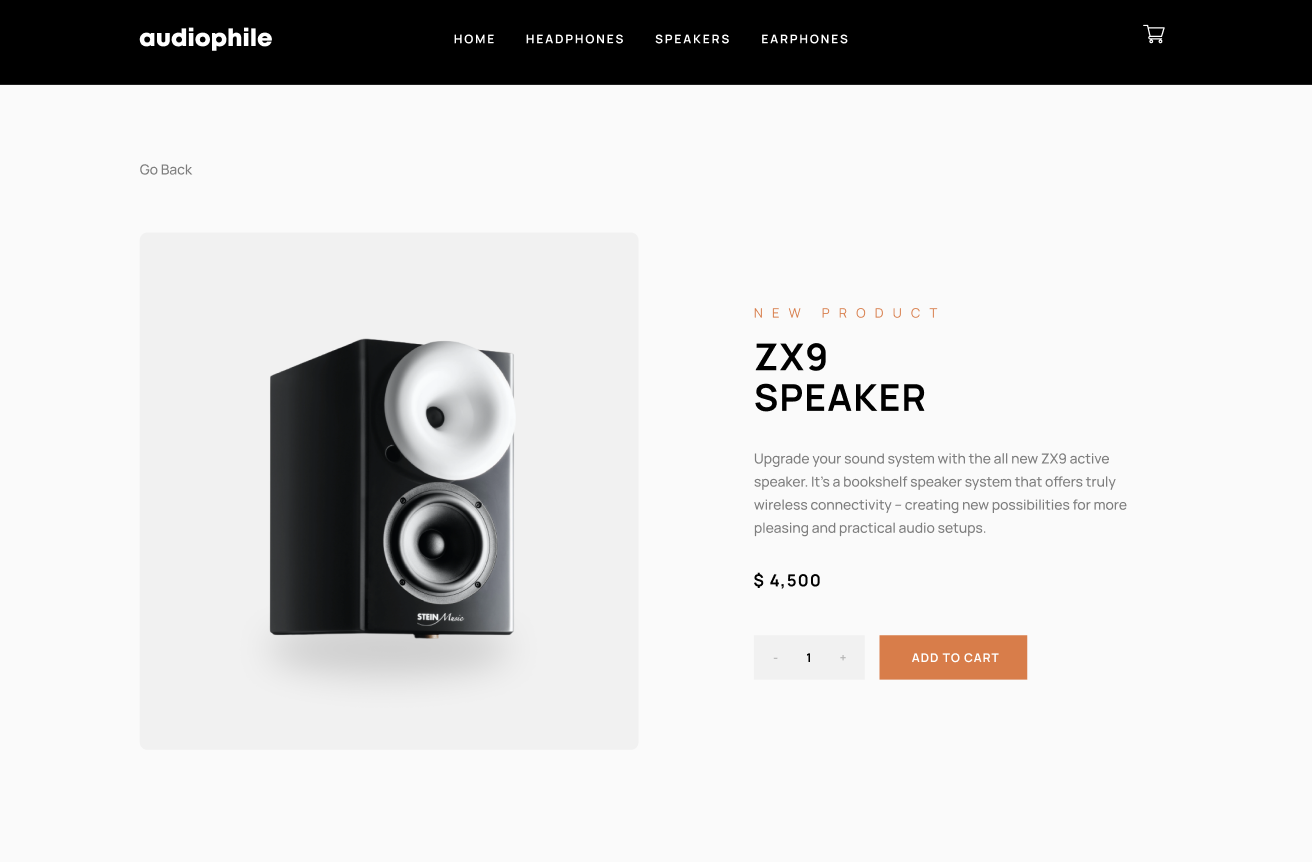 audiophile HOME HEADPHONES SPEAKERS EARPHONES
Go Back
NEW PRODUCT
ZX9
SPEAKER
Upgrade your sound system with the all new ZX9 active
speaker. It’s a bookshelf speaker system that offers truly
wireless connectivity – creating new possibilities for more
pleasing and practical audio setups.
$ 4,500
- 1 + ADD TO CART
STEIN Music